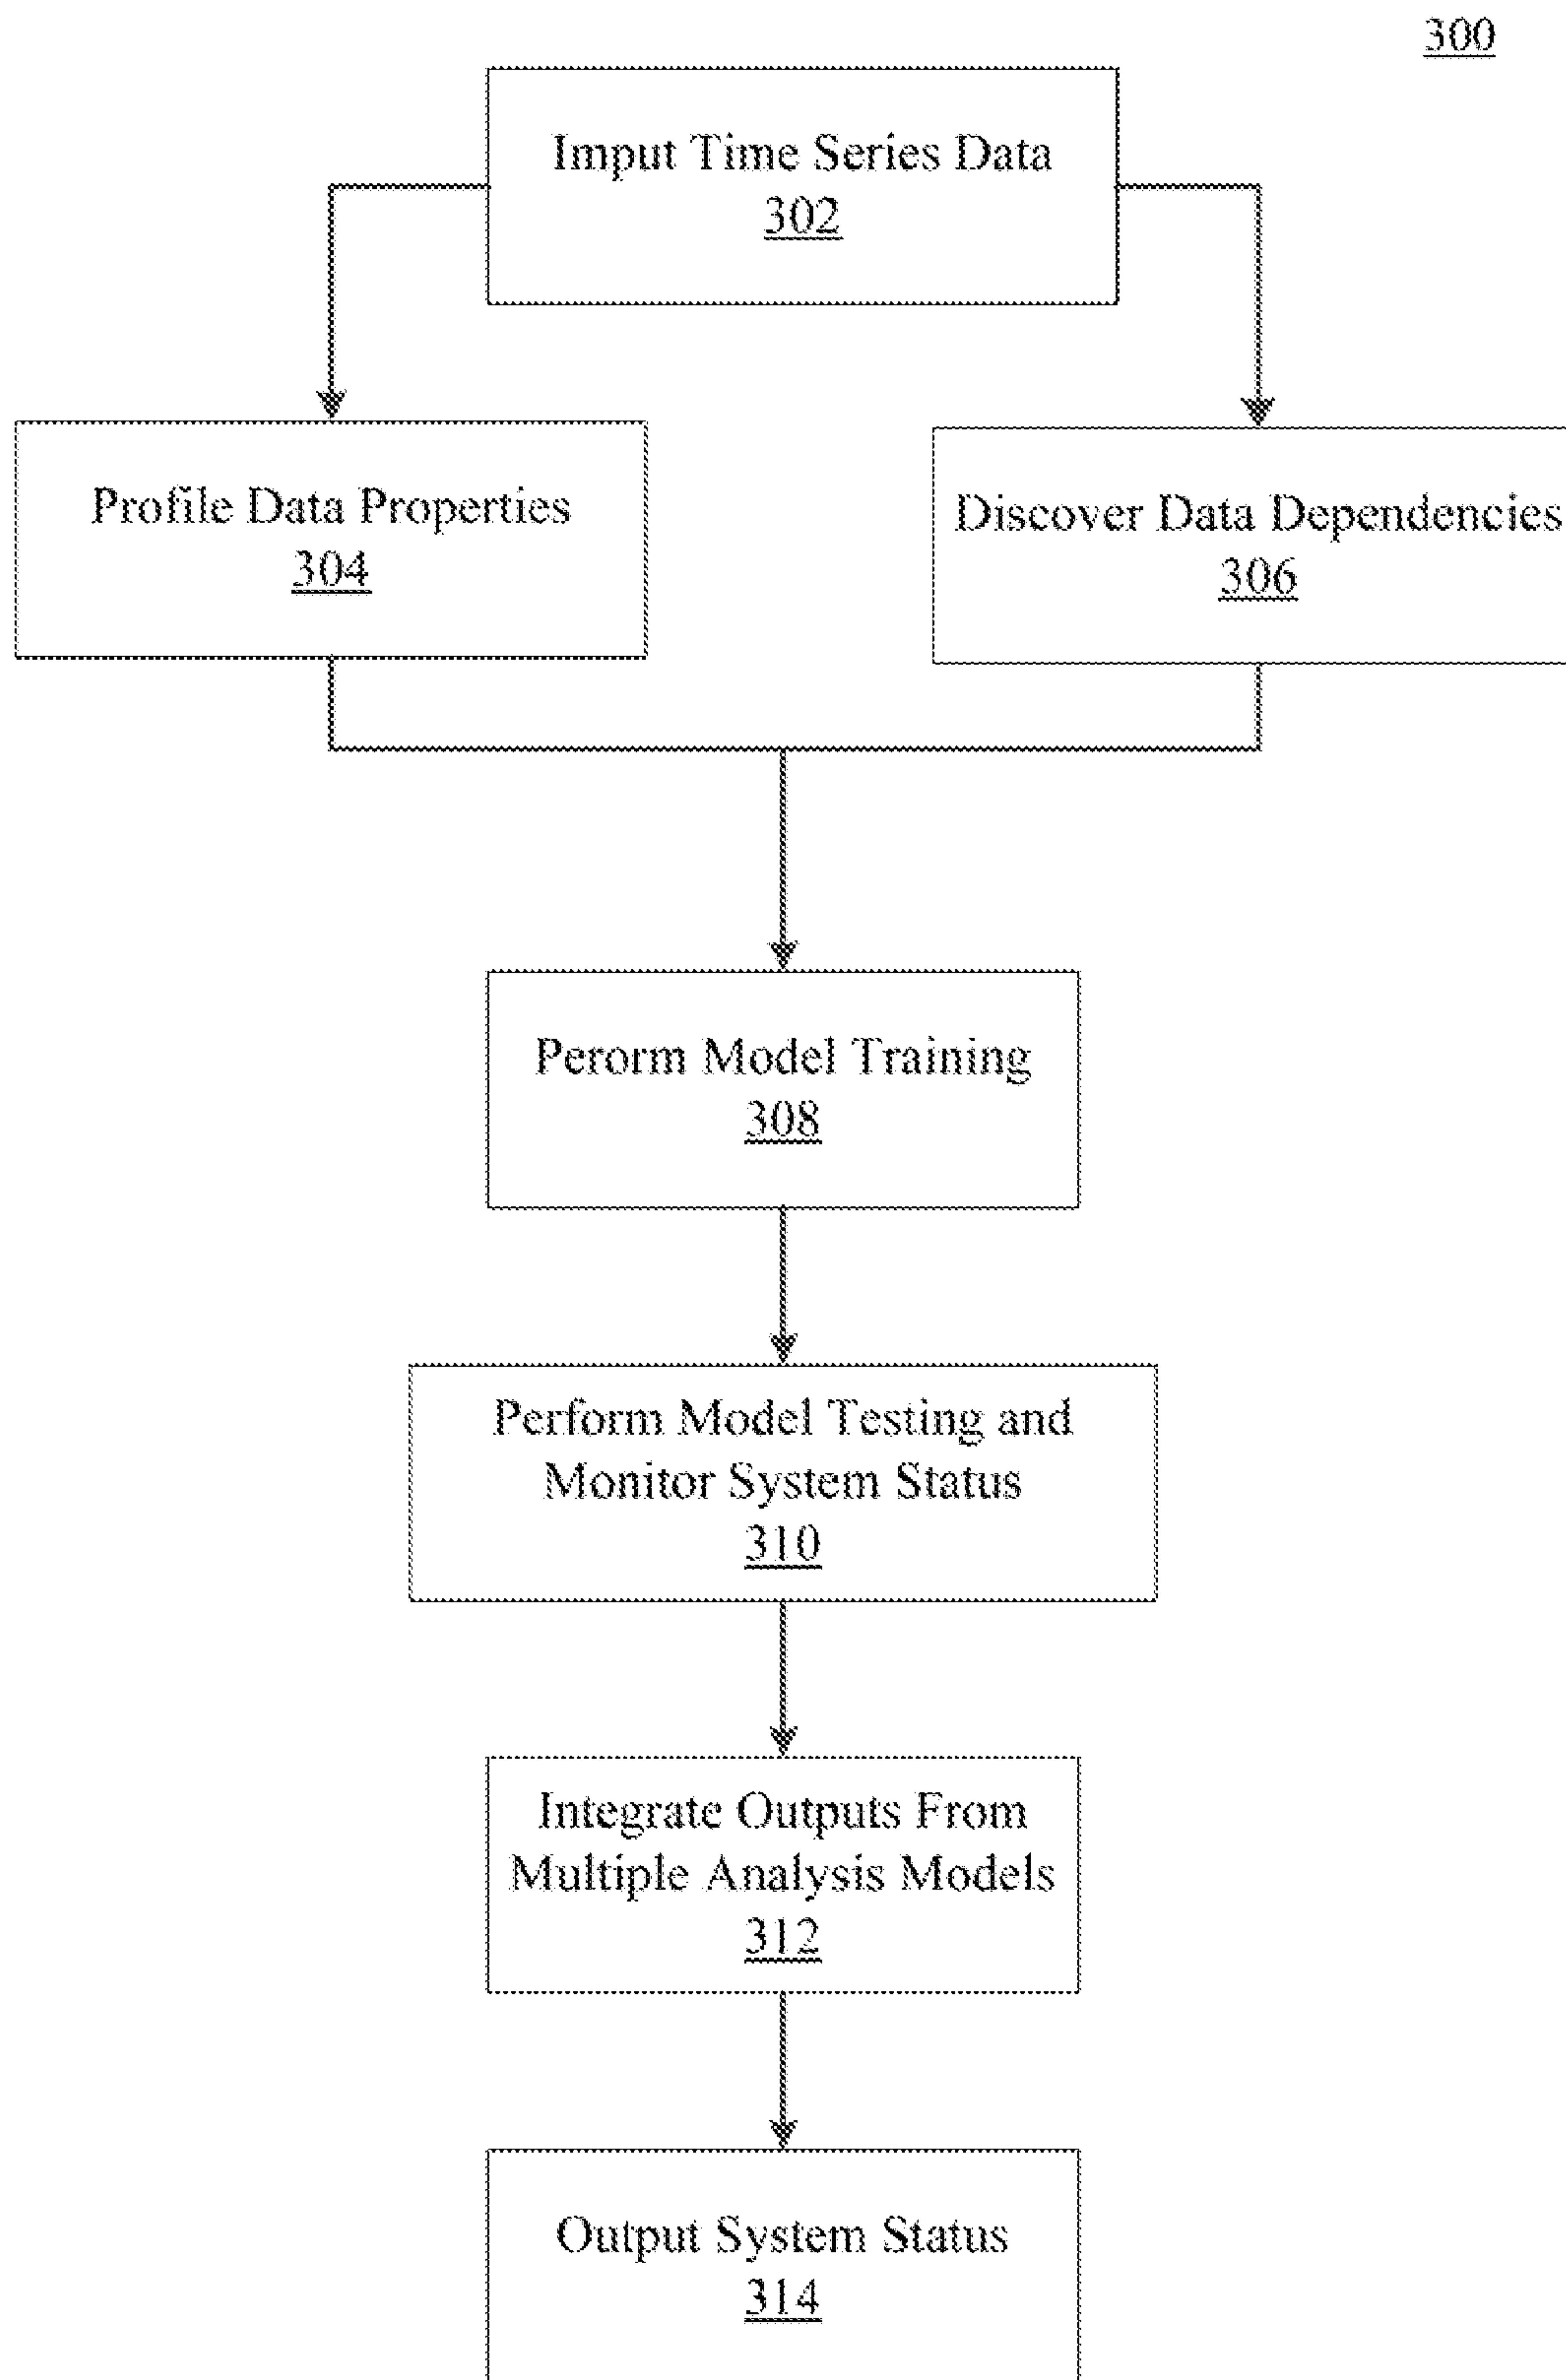 300
Imput Time Series Data
302
Profile Data Properties
304
Discover Data Dependencies
306
Perorm Model Training
308
Perform Model Testing and
Monitor System Status
310
Integrate Outputs From
Multiple Analysis Models
312
Output System Status
314